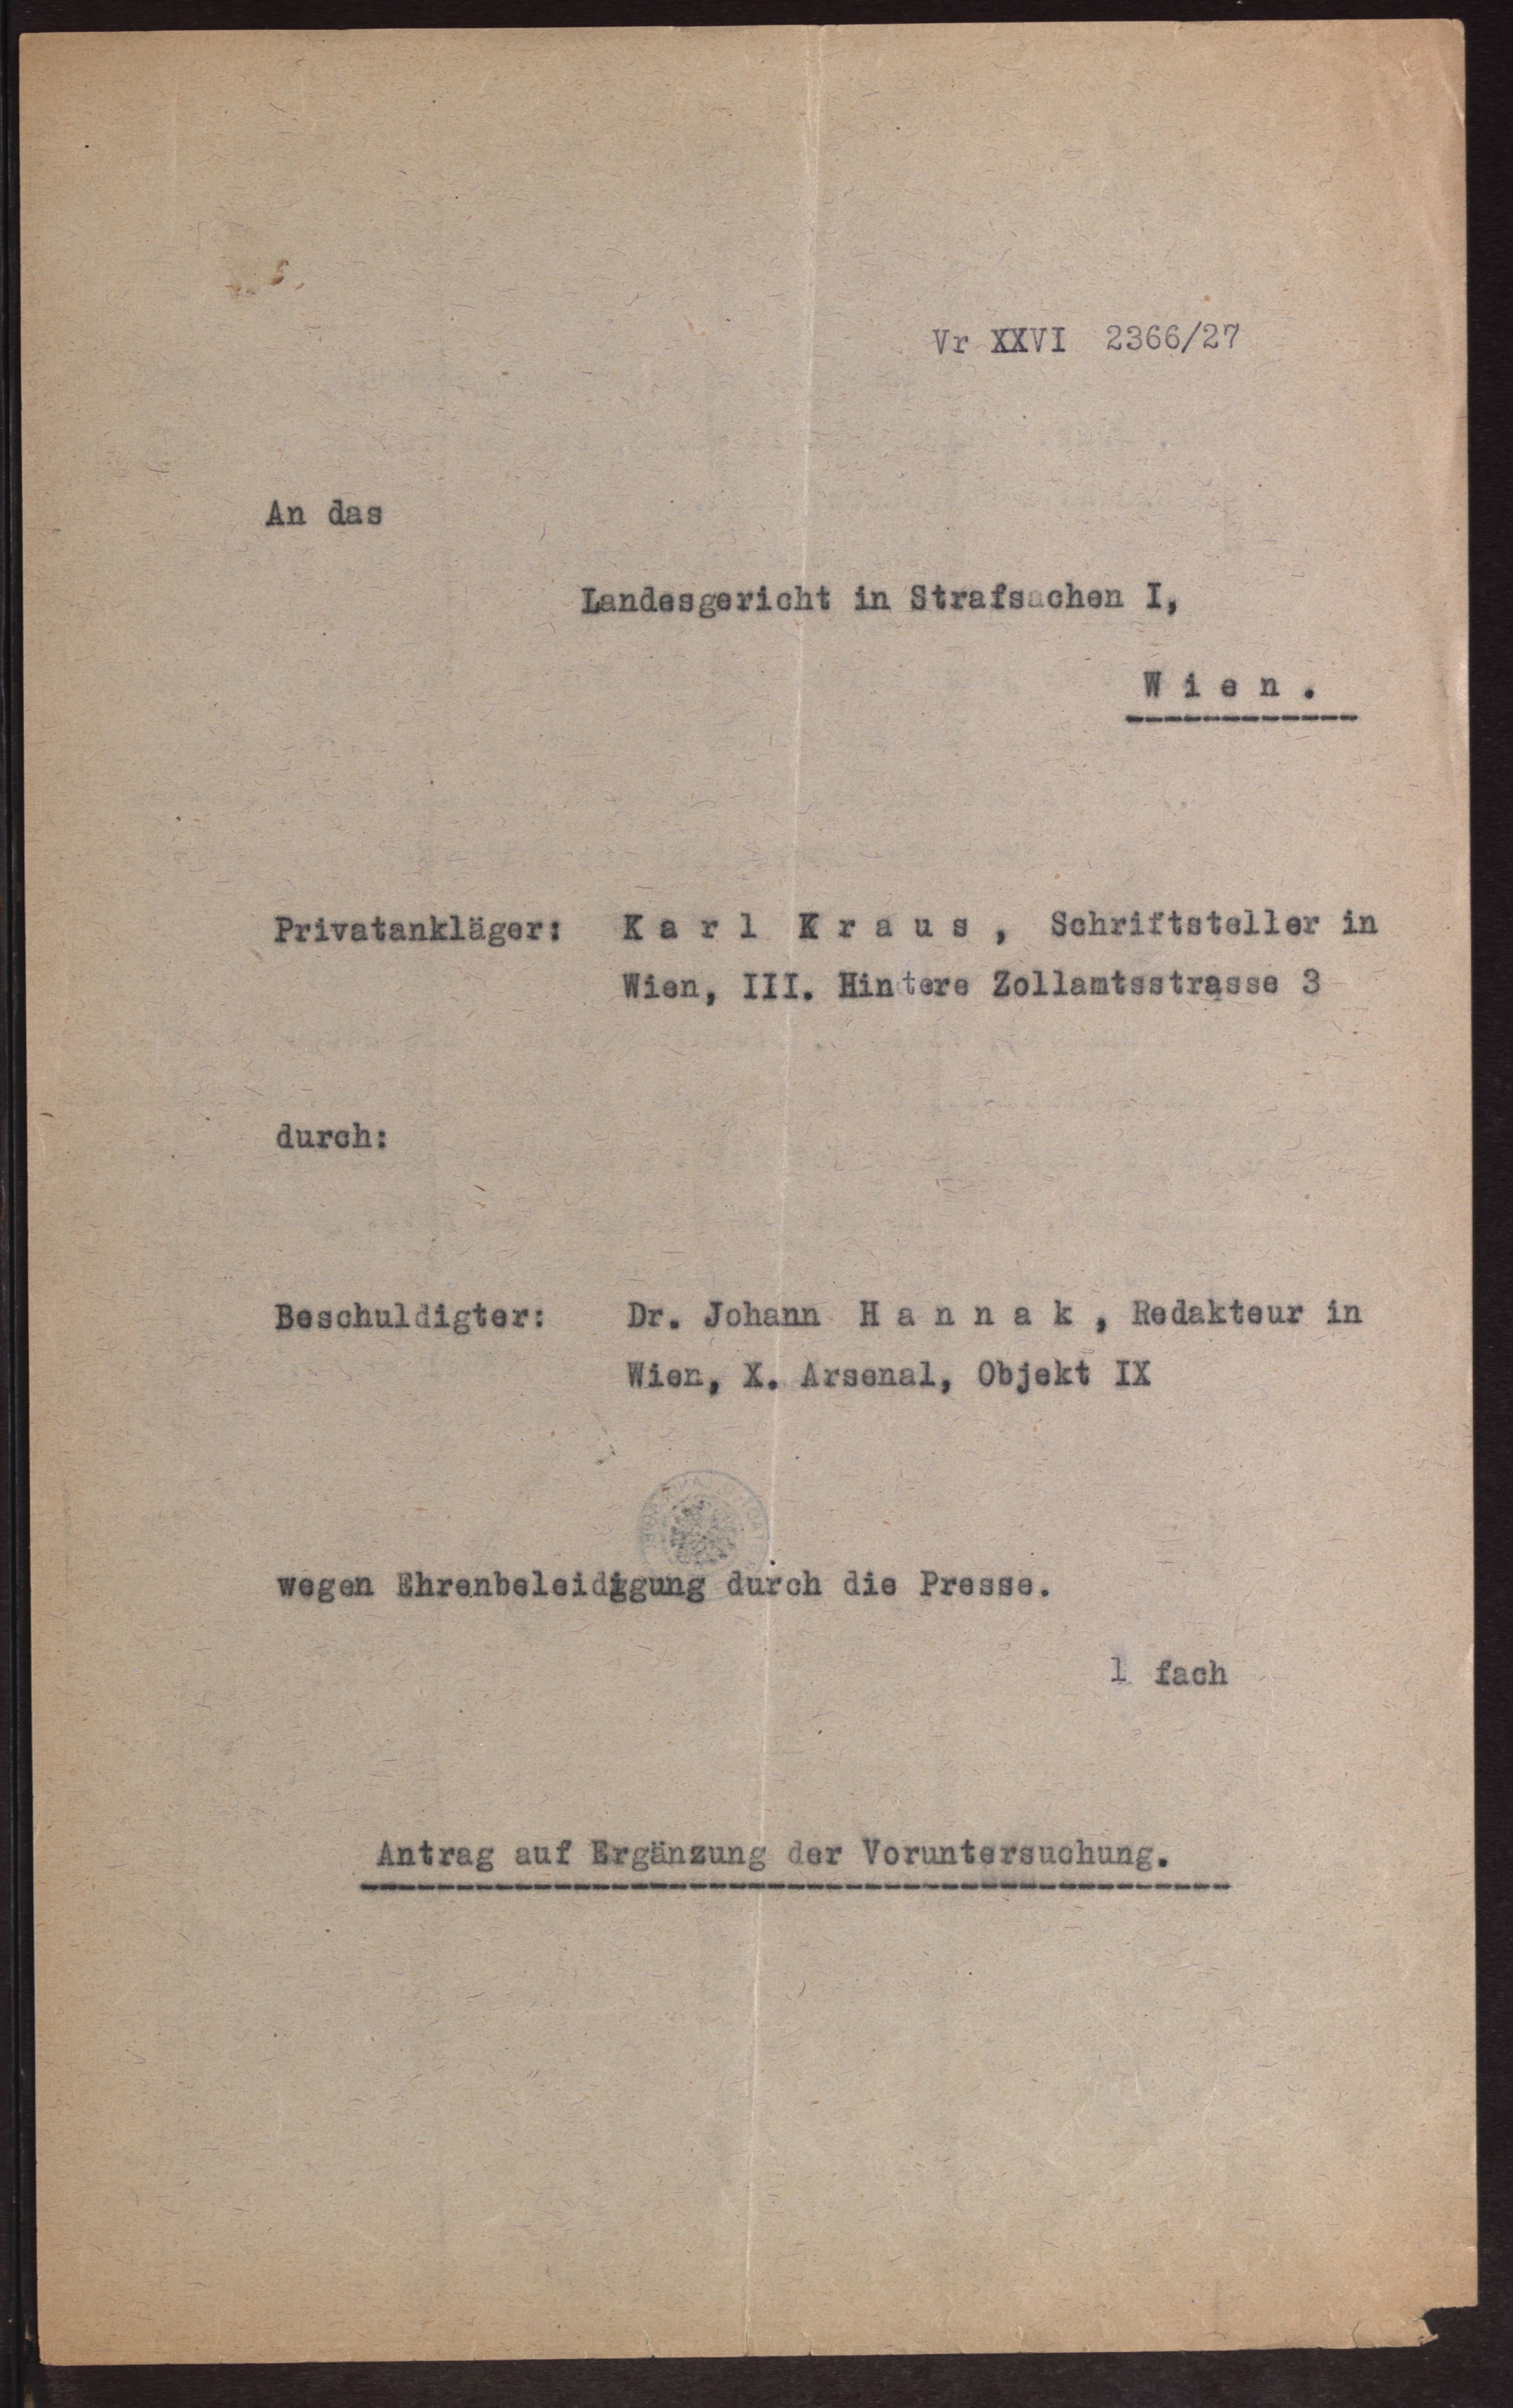 Vr XXVI 2366/27
An das
Landesgericht in Strafsachen I,
W i e n .
Privatankläger: K a r l K r a u s , Schriftsteller in
Wien, III. Hintere Zollamtsstrasse 3
durch:
Beschuldigter: Dr. Johann H a n n a k , Redakteur in
Wien, X. Arsenal, Objekt IX
wegen Ehrenbeleidigung durch die Presse.
1 fach
Antrag auf Ergänzung der Voruntersuchung.